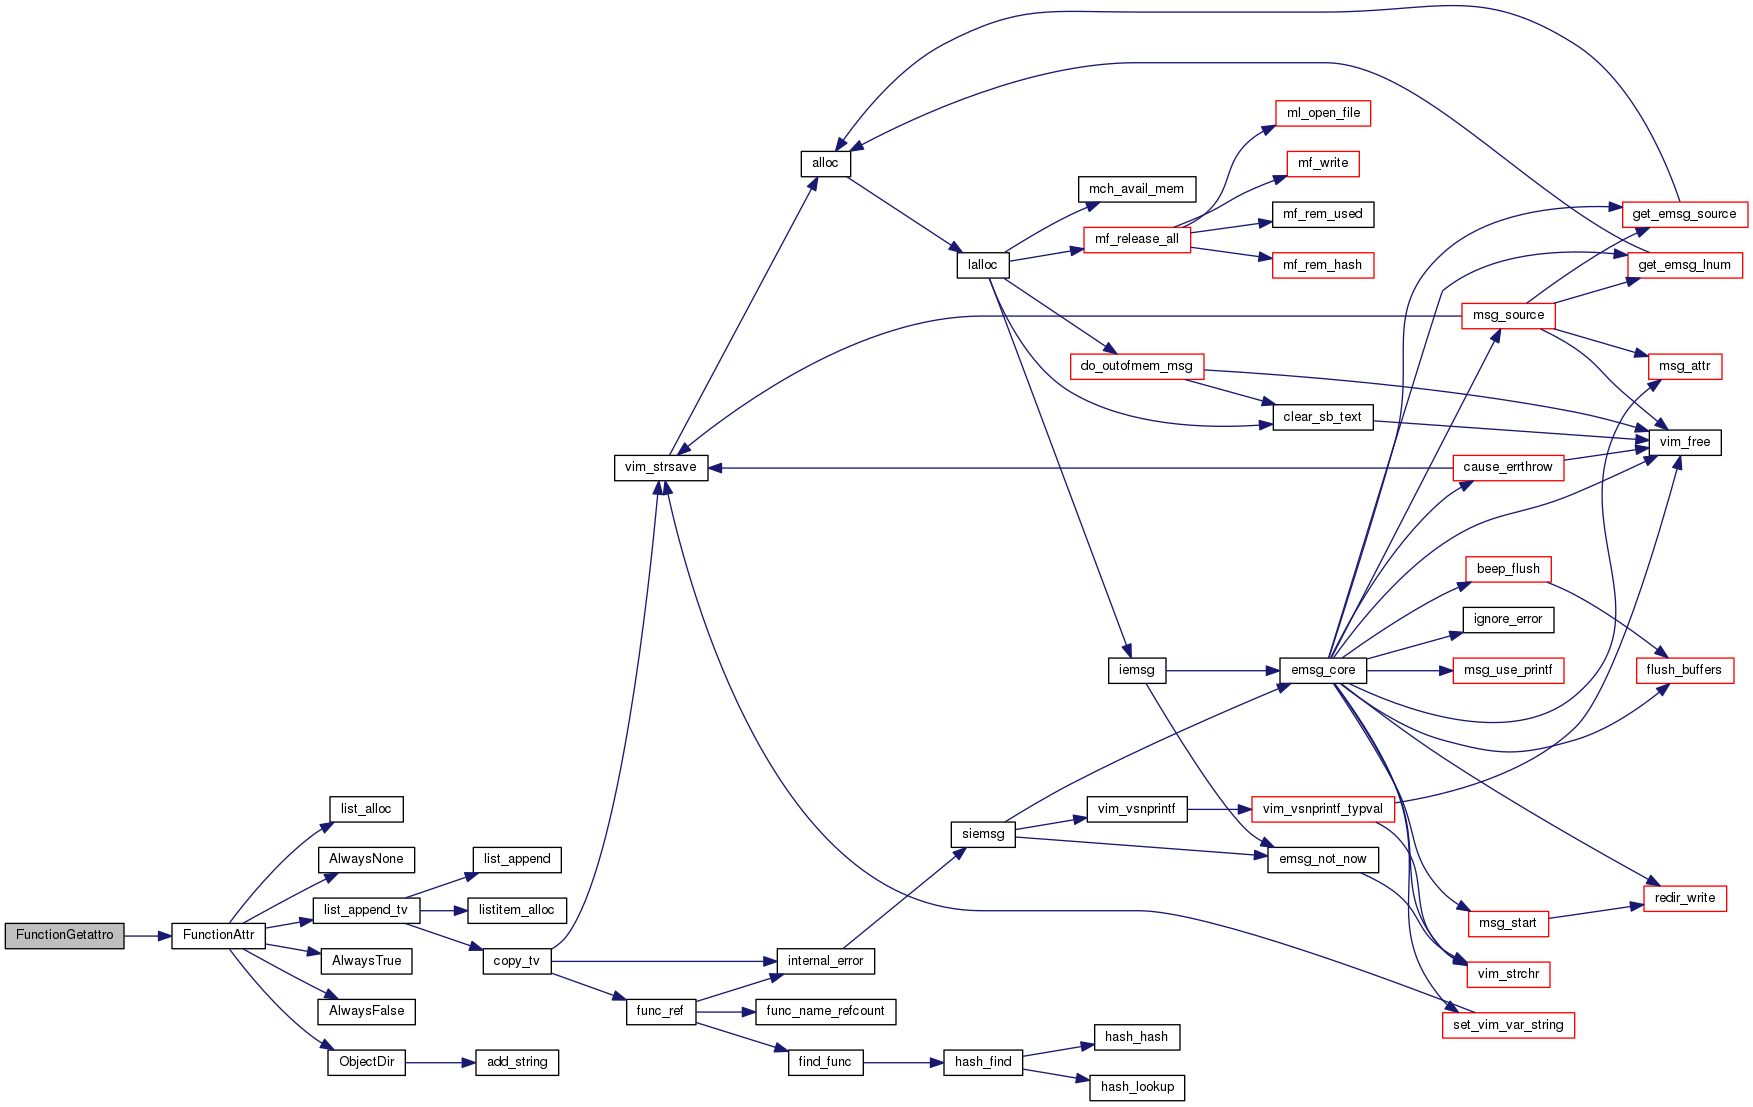 ml_open_file
alloc
mf_write
mch_avail_mem
mf_rem_used
get_emsg_source
mf_release_all
lalloc
mf_rem_hash
get_emsg_lnum
msg_source
do_outofmem_msg
msg_attr
clear_sb_text
vim_free
vim_strsave
cause_errthrow
beep_flush
ignore_error
iemsg
emsg_core
msg_use_printf
flush_buffers
list_alloc
vim_vsnprintf
vim_vsnprintf_typval
siemsg
AlwaysNone
list_append
emsg_not_now
redir_write
list_append_tv
listitem_alloc
msg_start
FunctionGetattro
FunctionAttr
AlwaysTrue
copy_tv
internal_error
vim_strchr
AlwaysFalse
func_ref
func_name_refcount
set_vim_var_string
hash_hash
ObjectDir
add_string
find_func
hash_find
hash_lookup